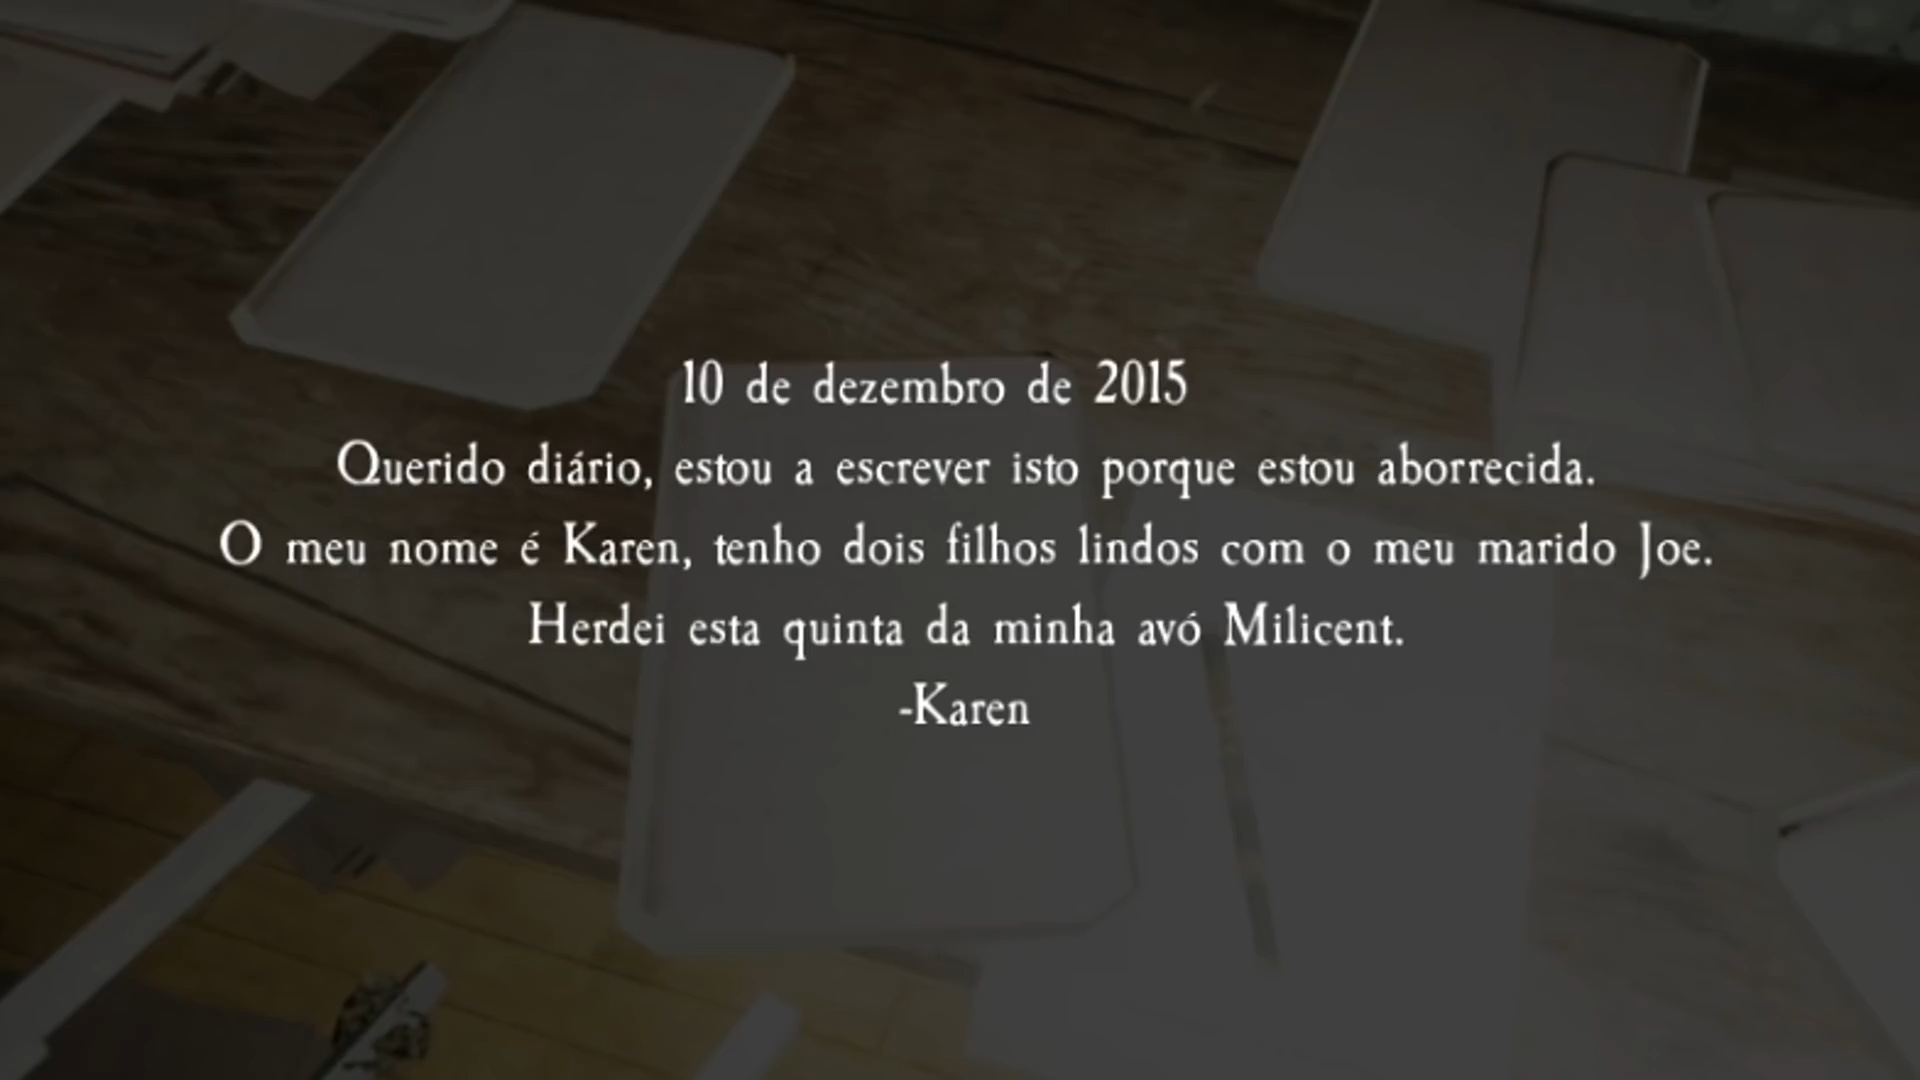 10 de dezembro de 2015
Querido diário, estou a escrever isto porque estou aborrecida.
O meu nome é Karen, tenho dois filhos lindos com o meu marido Joe.
Herdei esta quinta da minha avó Milicent.
-Karen